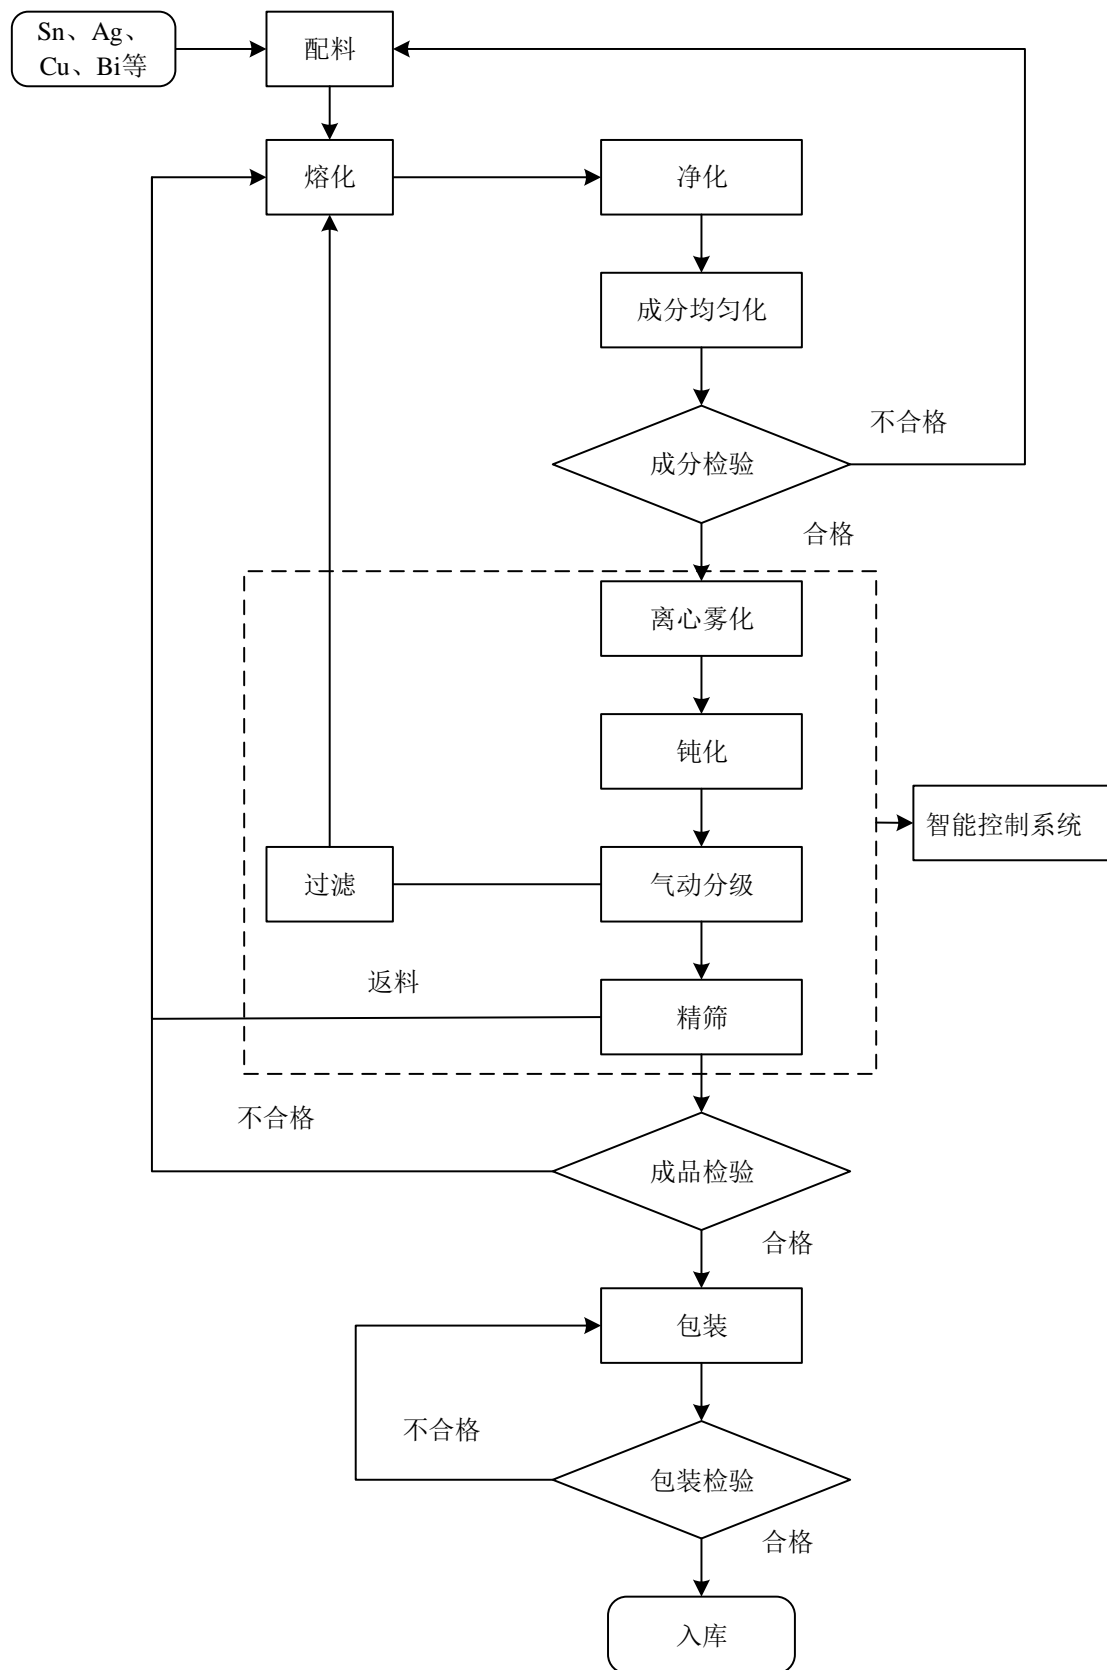 Sn、Ag、
Cu、Bi等
配料
熔化
净化
成分均匀化
不合格
成分检验
合格
离心雾化
钝化
智能控制系统
过滤
气动分级
返料
精筛
不合格
成品检验
合格
包装
不合格
包装检验
合格
入库